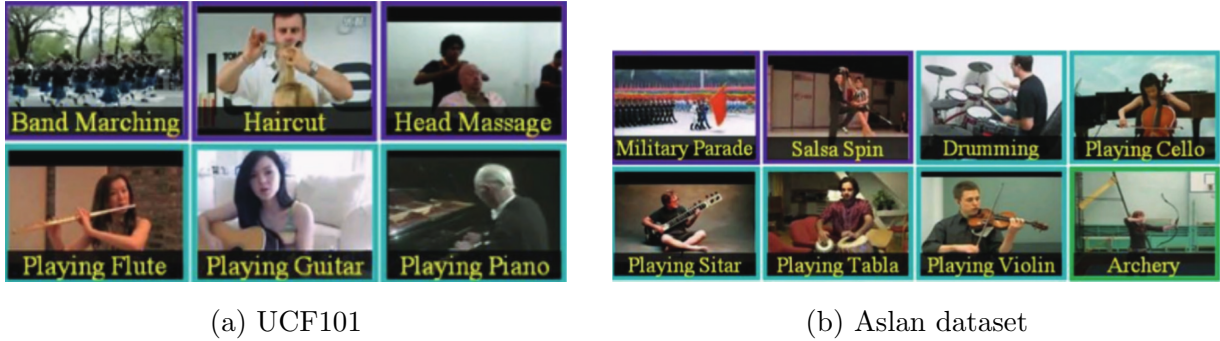 Band Marching
Haircut
Head Massage
Playing Flute
Playing Guitar
Playing Piano
(a) UCF101
Military Parade
Salsa Spin
Drumming
Playing Cello
Playing Sitar
Playing Tabla
Playing Violin
Archery
(b) Aslan dataset